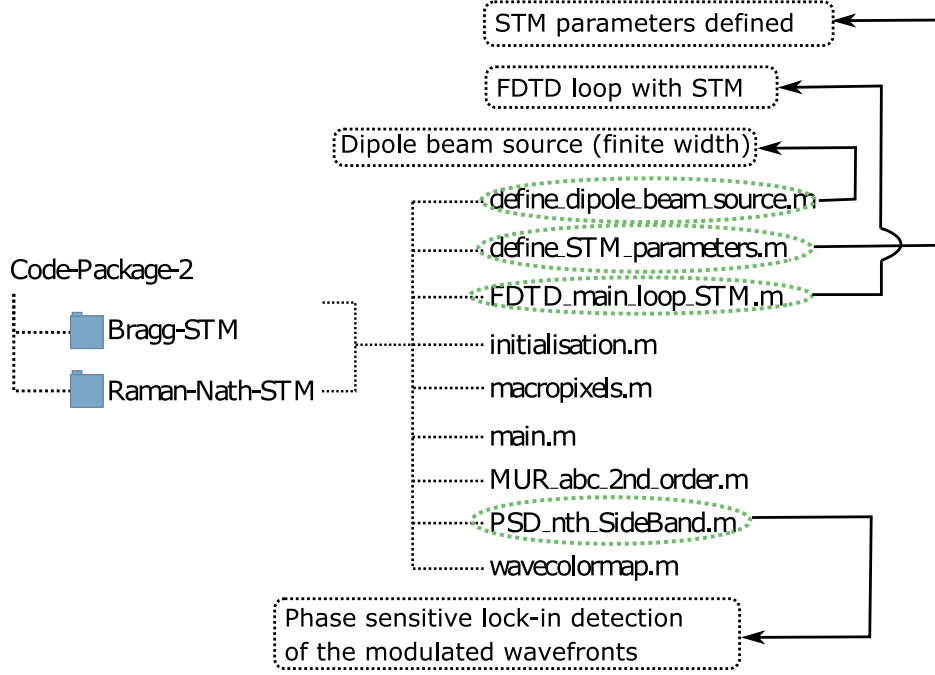 STM parameters defined
FDTD loop with STM
Dipole beam source (finite width)
define_dipole_beam_source.m
define_STM_parameters.m
Code-Package-2
FDTD_main_loop_STM.m
Bragg-STM
initialisation.m
Raman-Nath-STM
macropixels.m
main.m
MUR_abc_2nd_order.m
PSD_nth_SideBand.m
wavecolormap.m
Phase sensitive lock-in detection
of the modulated wavefronts